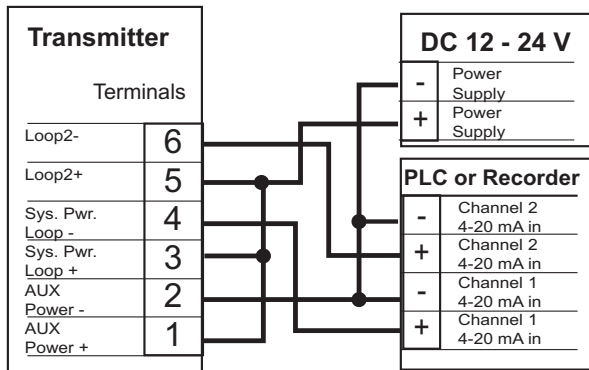 Transmitter
Terminals
Loop2-
6
Loop2+
5
Sys. Pwr.
Loop -
4
Sys. Pwr.
Loop +
3
AUX
Power -
2
AUX
Power +
1
DC 12 - 24 V
-
Power
Supply
+
Power
Supply
PLC or Recorder
-
Channel 2
4-20 mA in
+
Channel 2
4-20 mA in
-
Channel 1
4-20 mA in
+
Channel 1
4-20 mA in